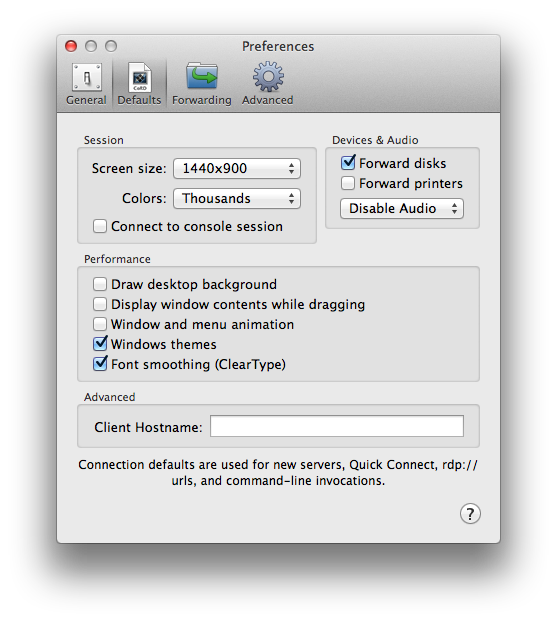 Preferences
General
Defaults
Forwarding
Advanced
CoRD
Session
Screen size: 1440x900
Colors: Thousands
Connect to console session
Devices & Audio
Forward disks
Forward printers
Disable Audio
Performance
Draw desktop background
Display window contents while dragging
Window and menu animation
Windows themes
Font smoothing (ClearType)
Advanced
Client Hostname:
Connection defaults are used for new servers, Quick Connect, rdp://
urls, and command-line invocations.
?